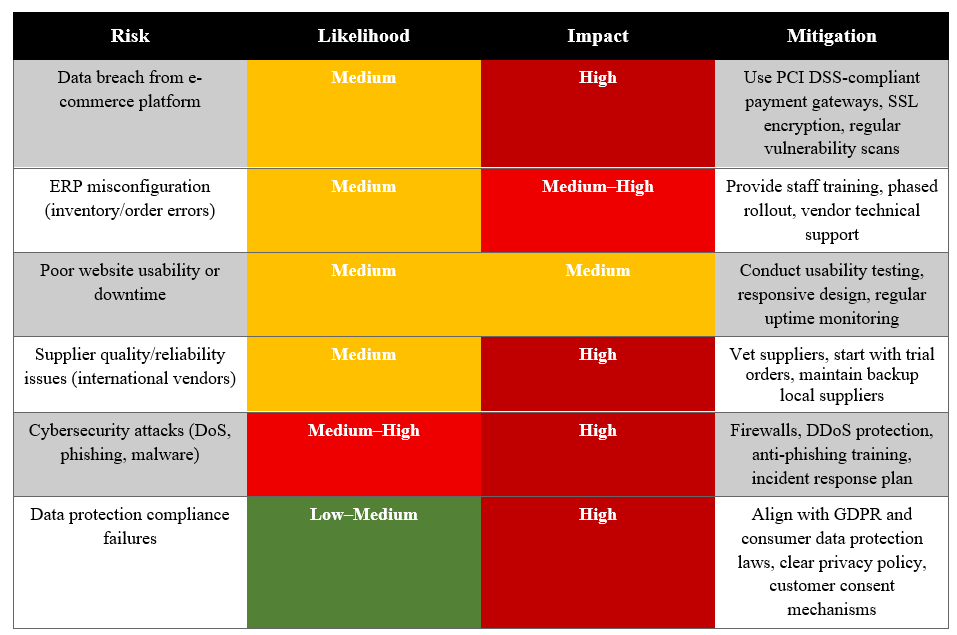 Risk Likelihood Impact Mitigation
Data breach from e-
commerce platform
Medium
High
Use PCI DSS-compliant
payment gateways, SSL
encryption, regular
vulnerability scans
ERP misconfiguration
(inventory/order errors)
Medium
Medium–High
Provide staff training, phased
rollout, vendor technical
support
Poor website usability or
downtime
Medium
Medium
Conduct usability testing,
responsive design, regular
uptime monitoring
Supplier quality/reliability
issues (international vendors)
Medium
High
Vet suppliers, start with trial
orders, maintain backup
local suppliers
Cybersecurity attacks (DoS,
phishing, malware)
Medium–High
High
Firewalls, DDoS protection,
anti-phishing training,
incident response plan
Data protection compliance
failures
Low–Medium
High
Align with GDPR and
consumer data protection
laws, clear privacy policy,
customer consent
mechanisms